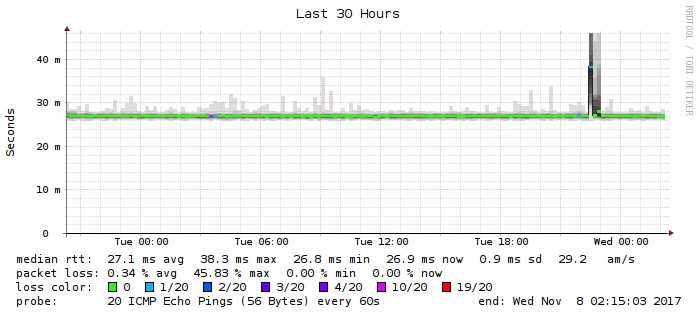 Last 30 Hours
RRDTOOL / TOBI OETIKER
Seconds
40 m
30 m
20 m
10 m
0
Tue 00:00 Tue 06:00 Tue 12:00 Tue 18:00 Wed 00:00
median rtt: 27.1 ms avg 38.3 ms max 26.8 ms min 26.9 ms now 0.9 ms sd 29.2 am/s
packet loss: 0.34 % avg 45.83 % max 0.00 % min 0.00 % now
loss color: 0 1/20 2/20 3/20 4/20 10/20 19/20
probe: 20 ICMP Echo Pings (56 Bytes) every 60s end: Wed Nov 8 02:15:03 2017